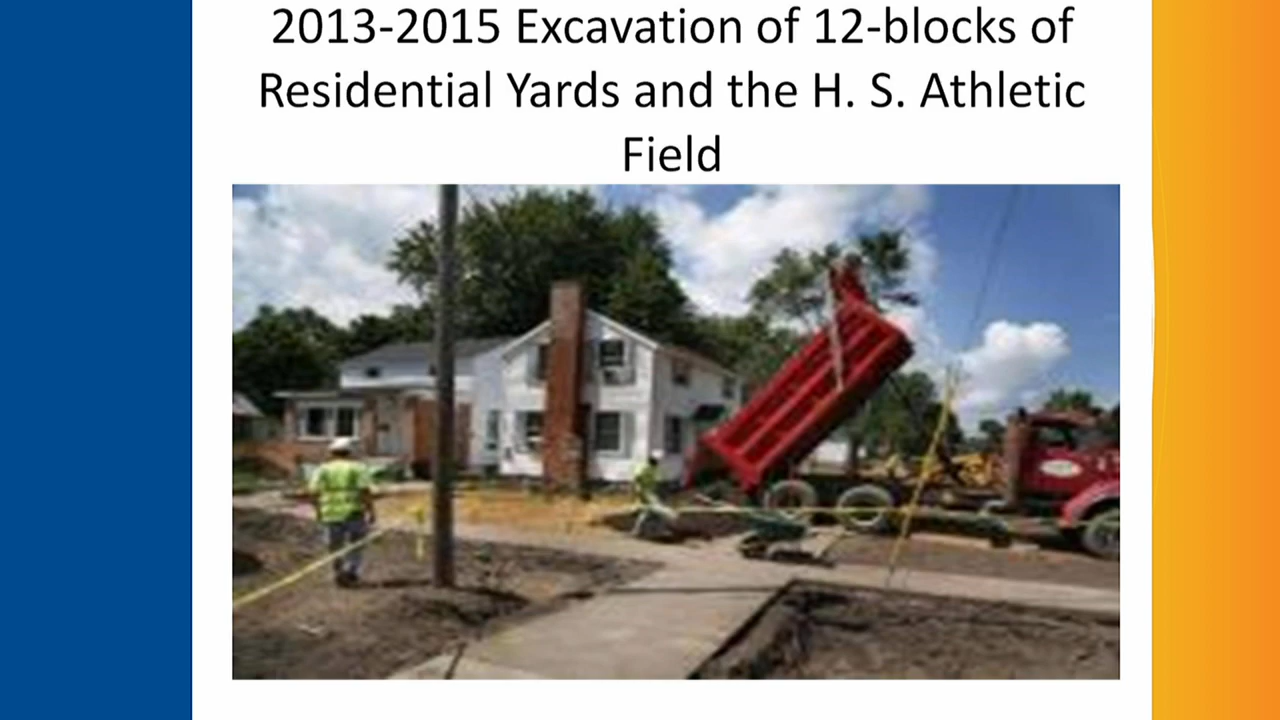 2013-2015 Excavation of 12-blocks of
Residential Yards and the H. S. Athletic
Field